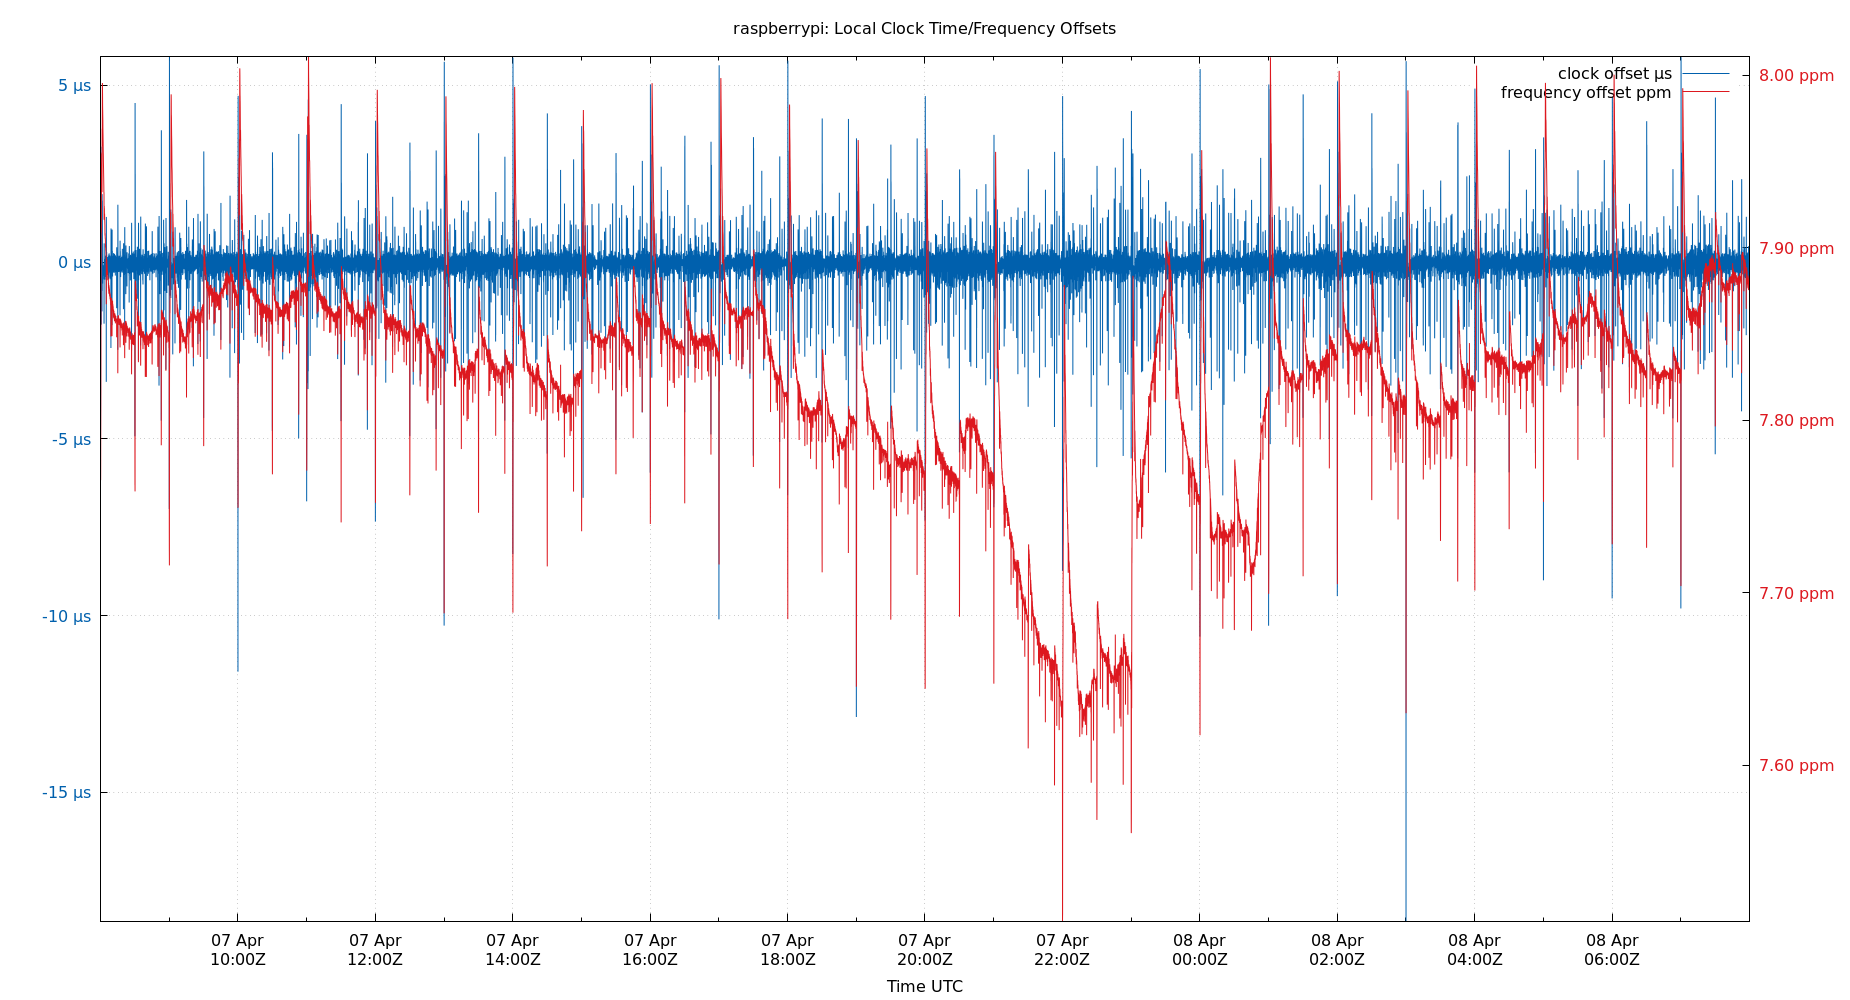 raspberrypi: Local Clock Time/Frequency Offsets
clock offset µs
frequency offset ppm
5 µs
0 µs
-5 µs
-10 µs
-15 µs
8.00 ppm
7.90 ppm
7.80 ppm
7.70 ppm
7.60 ppm
07 Apr 07 Apr 07 Apr 07 Apr 07 Apr 07 Apr 07 Apr 08 Apr 08 Apr 08 Apr 08 Apr
10:00Z 12:00Z 14:00Z 16:00Z 18:00Z 20:00Z 22:00Z 00:00Z 02:00Z 04:00Z 06:00Z
Time UTC